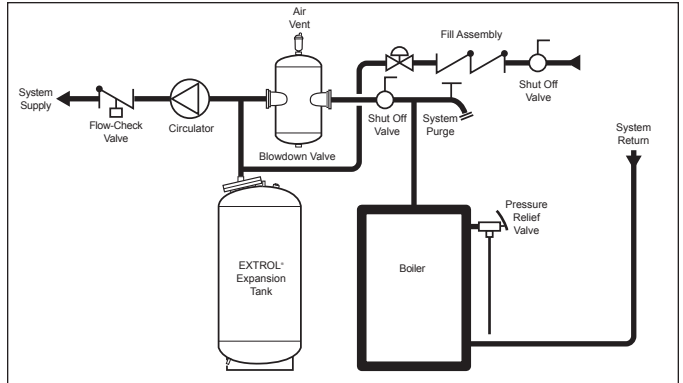 Air
Vent
Fill Assembly
System
Supply
Flow-Check
Valve
Circulator
Blowdown Valve
Shut Off
Valve
System
Purge
Shut Off
Valve
System
Return
EXTROL®
Expansion
Tank
Boiler
Pressure
Relief
Valve